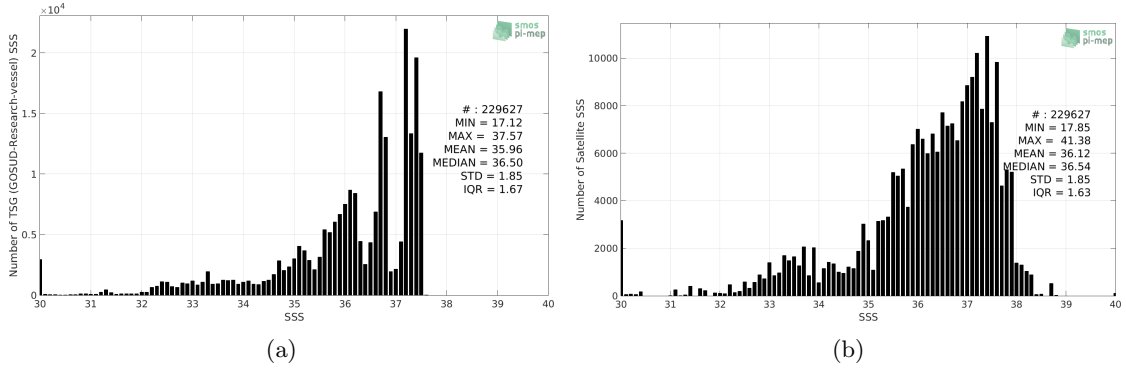 ×10⁴
smos
pi-mep
Number of TSG (GOSUD-Research-vessel) SSS
2
1.5
1
0.5
0
# : 229627
MIN = 17.12
MAX = 37.57
MEAN = 35.96
MEDIAN = 36.50
STD = 1.85
IQR = 1.67
30 31 32 33 34 35 36 37 38 39 40
SSS
(a)
smos
pi-mep
Number of Satellite SSS
10000
8000
6000
4000
2000
0
# : 229627
MIN = 17.85
MAX = 41.38
MEAN = 36.12
MEDIAN = 36.54
STD = 1.85
IQR = 1.63
30 31 32 33 34 35 36 37 38 39 40
SSS
(b)